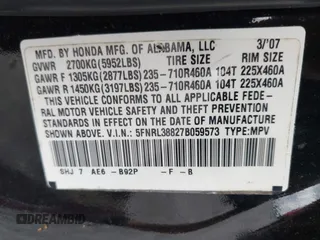 MFD. BY HONDA MFG. OF ALABAMA, LLC 3/'07
GVWR 2700KG(5952LBS) TIRE SIZE RIM SIZE
GAWR F 1305KG(2877LBS) 235-710R460A 104T 225X460A
GAWR R 1450KG(3197LBS) 235-710R460A 104T 225X460A
THIS VEHICLE CONFORMS TO ALL APPLICABLE FEDE-
RAL MOTOR VEHICLE SAFETY AND THEFT PREVENTION
STANDARDS IN EFFECT ON THE DATE OF MANUFACTURE
SHOWN ABOVE. V.I.N: 5FNRL38827B059573 TYPE: MPV
SHJ 7 AE6 -B92P -F -B
DREAMBID